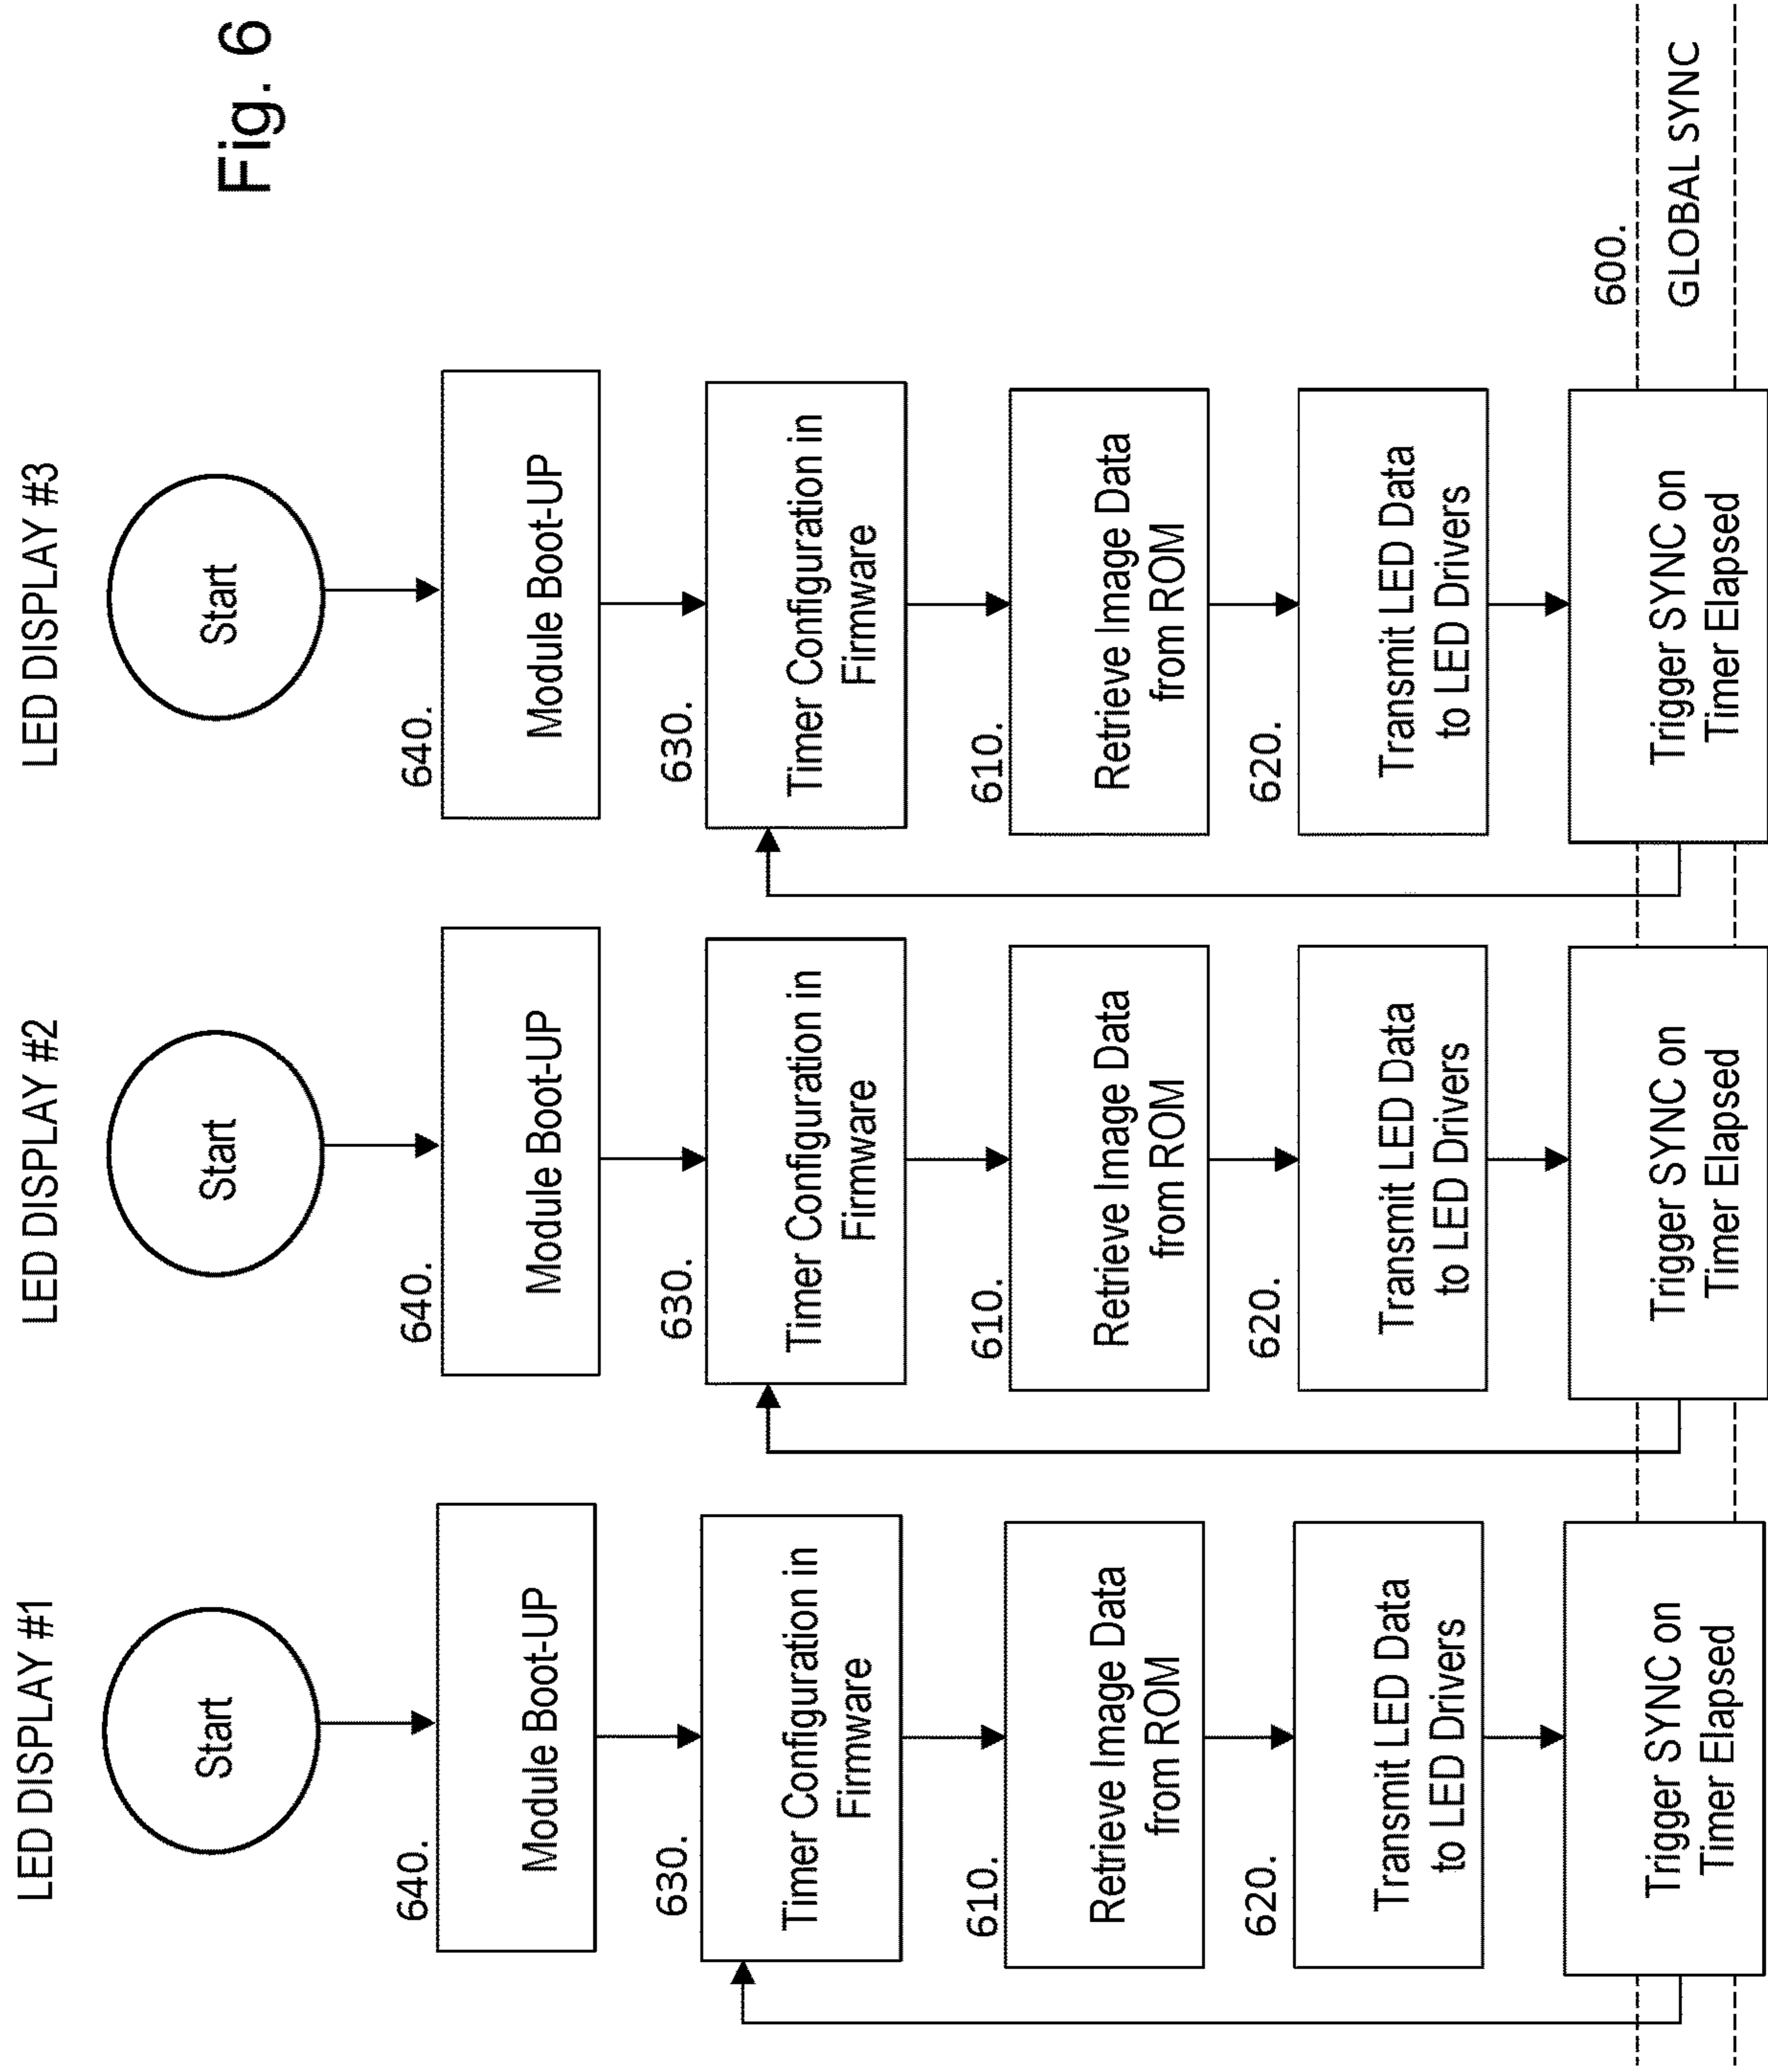 Fig. 6
LED DISPLAY #1
Start
640.
Module Boot-UP
630.
Timer Configuration in
Firmware
610.
Retrieve Image Data
from ROM
620.
Transmit LED Data
to LED Drivers
Trigger SYNC on
Timer Elapsed
LED DISPLAY #2
Start
640.
Module Boot-UP
630.
Timer Configuration in
Firmware
610.
Retrieve Image Data
from ROM
620.
Transmit LED Data
to LED Drivers
Trigger SYNC on
Timer Elapsed
LED DISPLAY #3
Start
640.
Module Boot-UP
630.
Timer Configuration in
Firmware
610.
Retrieve Image Data
from ROM
620.
Transmit LED Data
to LED Drivers
Trigger SYNC on
Timer Elapsed
600.
GLOBAL SYNC